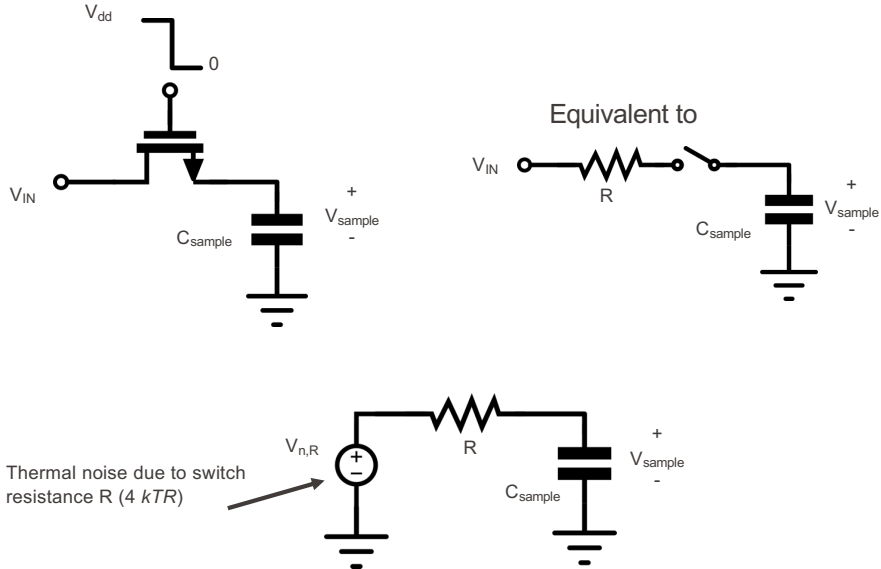 Vdd
0
VIN
+
Vsample
-
Csample
Equivalent to
VIN
R
+
Vsample
-
Csample
Vn,R
+
−
R
+
Vsample
-
Csample
Thermal noise due to switch
resistance R (4 kTR)